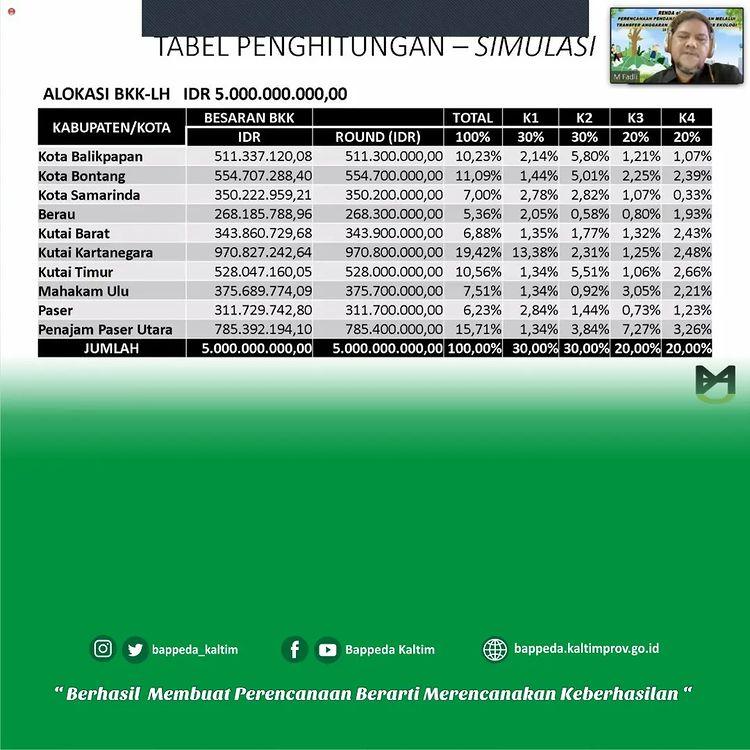 RENDA
PERENCANAAN
MELALUI
TRANSFER ANGGARAN
EKOLOGI
M Fadli
TABEL PENGHITUNGAN – SIMULASI
ALOKASI BKK-LH IDR 5.000.000.000,00
KABUPATEN/KOTA BESARAN BKK TOTAL K1 K2 K3 K4
IDR ROUND (IDR) 100% 30% 30% 20% 20%
Kota Balikpapan 511.337.120,08 511.300.000,00 10,23% 2,14% 5,80% 1,21% 1,07%
Kota Bontang 554.707.288,40 554.700.000,00 11,09% 1,44% 5,01% 2,25% 2,39%
Kota Samarinda 350.222.959,21 350.200.000,00 7,00% 2,78% 2,82% 1,07% 0,33%
Berau 268.185.788,96 268.300.000,00 5,36% 2,05% 0,58% 0,80% 1,93%
Kutai Barat 343.860.729,68 343.900.000,00 6,88% 1,35% 1,77% 1,32% 2,43%
Kutai Kartanegara 970.827.242,64 970.800.000,00 19,42% 13,38% 2,31% 1,25% 2,48%
Kutai Timur 528.047.160,05 528.000.000,00 10,56% 1,34% 5,51% 1,06% 2,66%
Mahakam Ulu 375.689.774,09 375.700.000,00 7,51% 1,34% 0,92% 3,05% 2,21%
Paser 311.729.742,80 311.700.000,00 6,23% 2,84% 1,44% 0,73% 1,23%
Penajam Paser Utara 785.392.194,10 785.400.000,00 15,71% 1,34% 3,84% 7,27% 3,26%
JUMLAH 5.000.000.000,00 5.000.000.000,00 100,00% 30,00% 30,00% 20,00% 20,00%
bappeda_kaltim Bappeda Kaltim bappeda.kaltimprov.go.id
“ Berhasil Membuat Perencanaan Berarti Merencanakan Keberhasilan “